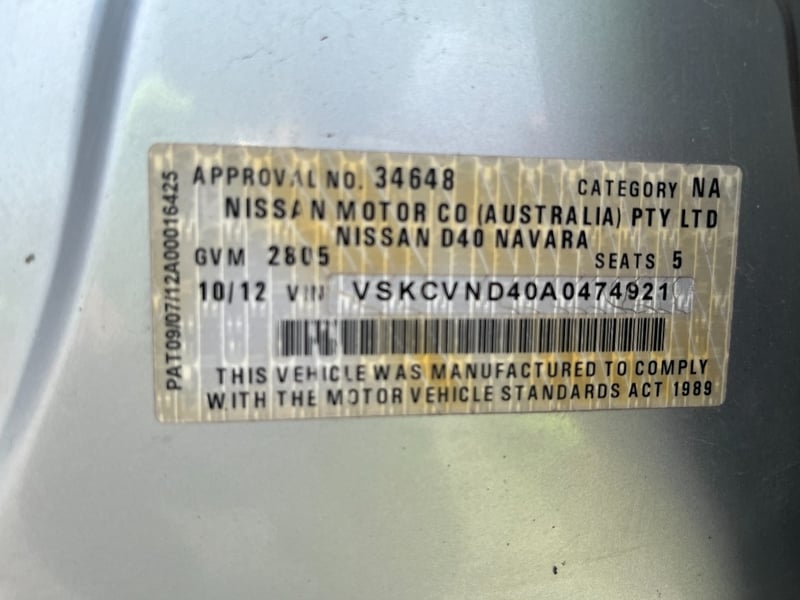 APPROVAL NO. 34648 CATEGORY NA
NISSAN MOTOR CO (AUSTRALIA) PTY LTD
NISSAN D40 NAVARA
GVM 2805 SEATS 5
10/12 VIN VSKCVND40A0474921
THIS VEHICLE WAS MANUFACTURED TO COMPLY
WITH THE MOTOR VEHICLE STANDARDS ACT 1989
PAT09/07/12A00016425